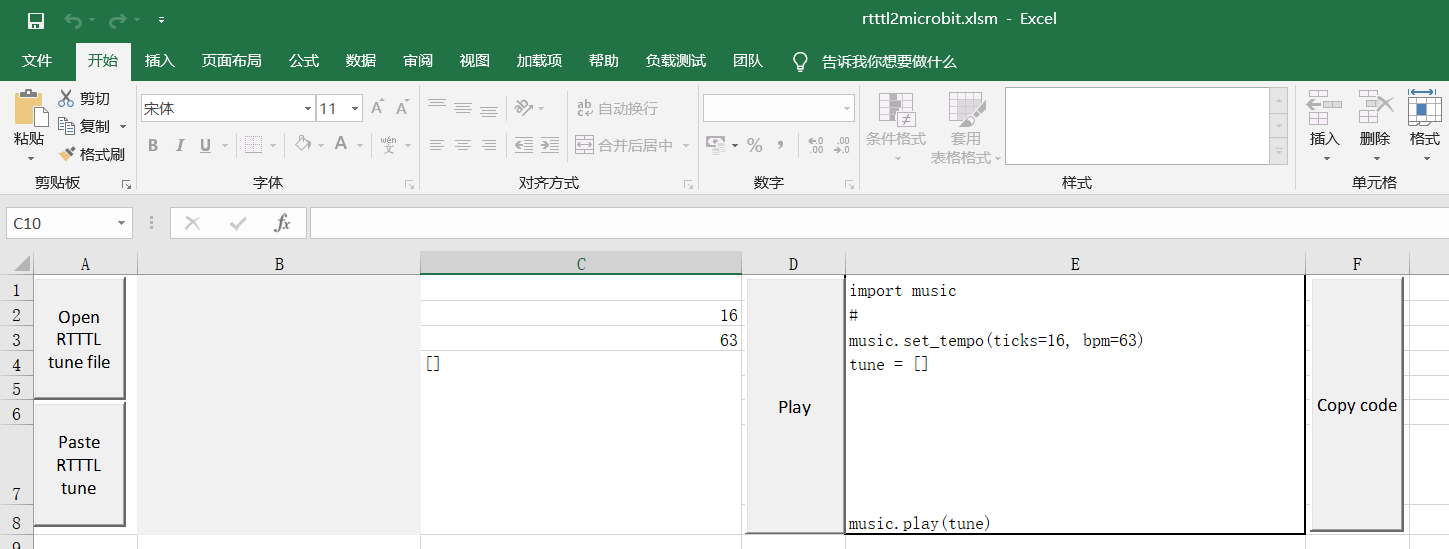 rtttl2microbit.xlsm - Excel
文件 开始 插入 页面布局 公式 数据 审阅 视图 加载项 帮助 负载测试 团队 告诉我你想要做什么
粘贴
剪切
复制
格式刷
剪贴板
宋体 11 A A
B I U A wén 文
字体
ab 自动换行
合并后居中
对齐方式
% , .00 .00
数字
条件格式
套用
表格格式
样式
插入 删除 格式
单元格
C10 fx
A B C D E F
1 import music
2 16 #
3 63 music.set_tempo(ticks=16, bpm=63)
4 [] tune = []
5
6
7
8 music.play(tune)
9
Open
RTTTL
tune file
Paste
RTTTL
tune
Play
Copy code